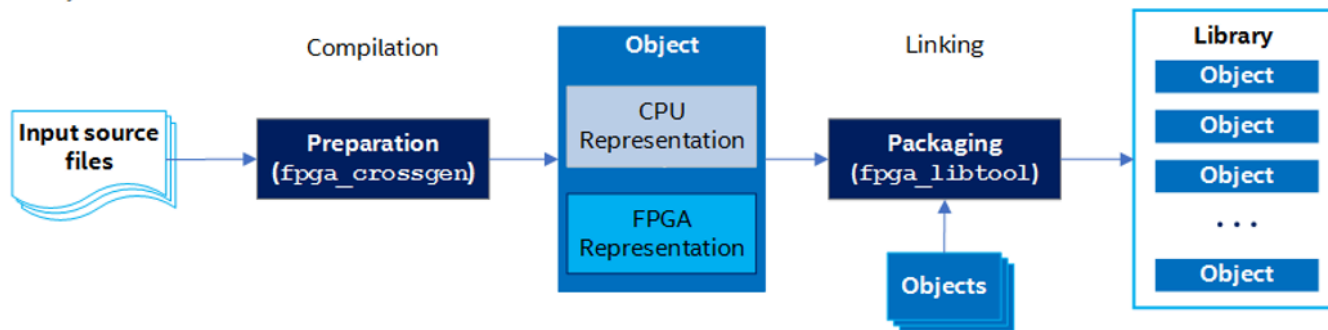 Compilation
Linking
Input source
files
Preparation
(fpga_crossgen)
Object
CPU
Representation
FPGA
Representation
Packaging
(fpga_libtool)
Objects
Library
Object
Object
Object
...
Object